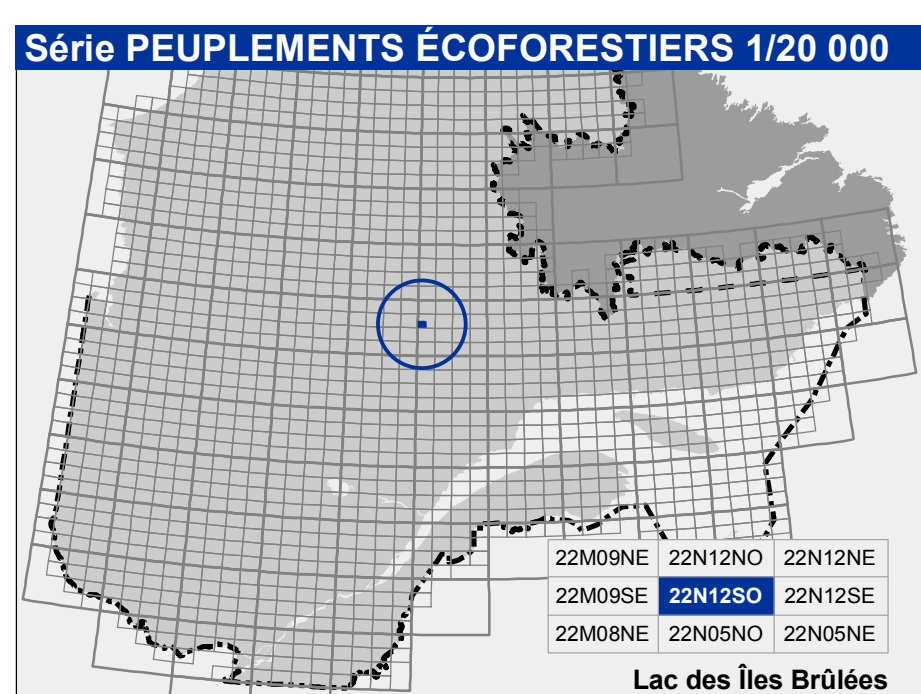 Série PEUPLEMENTS ÉCOFORESTIERS 1/20 000
22M09NE 22N12NO 22N12NE
22M09SE 22N12SO 22N12SE
22M08NE 22N05NO 22N05NE
Lac des Îles Brûlées